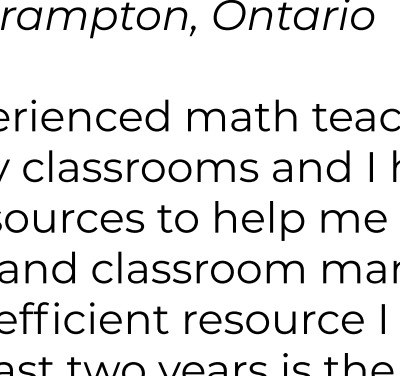 rampton, Ontario
erienced math teac
y classrooms and I h
sources to help me
and classroom mar
efficient resource I
ast two years is the